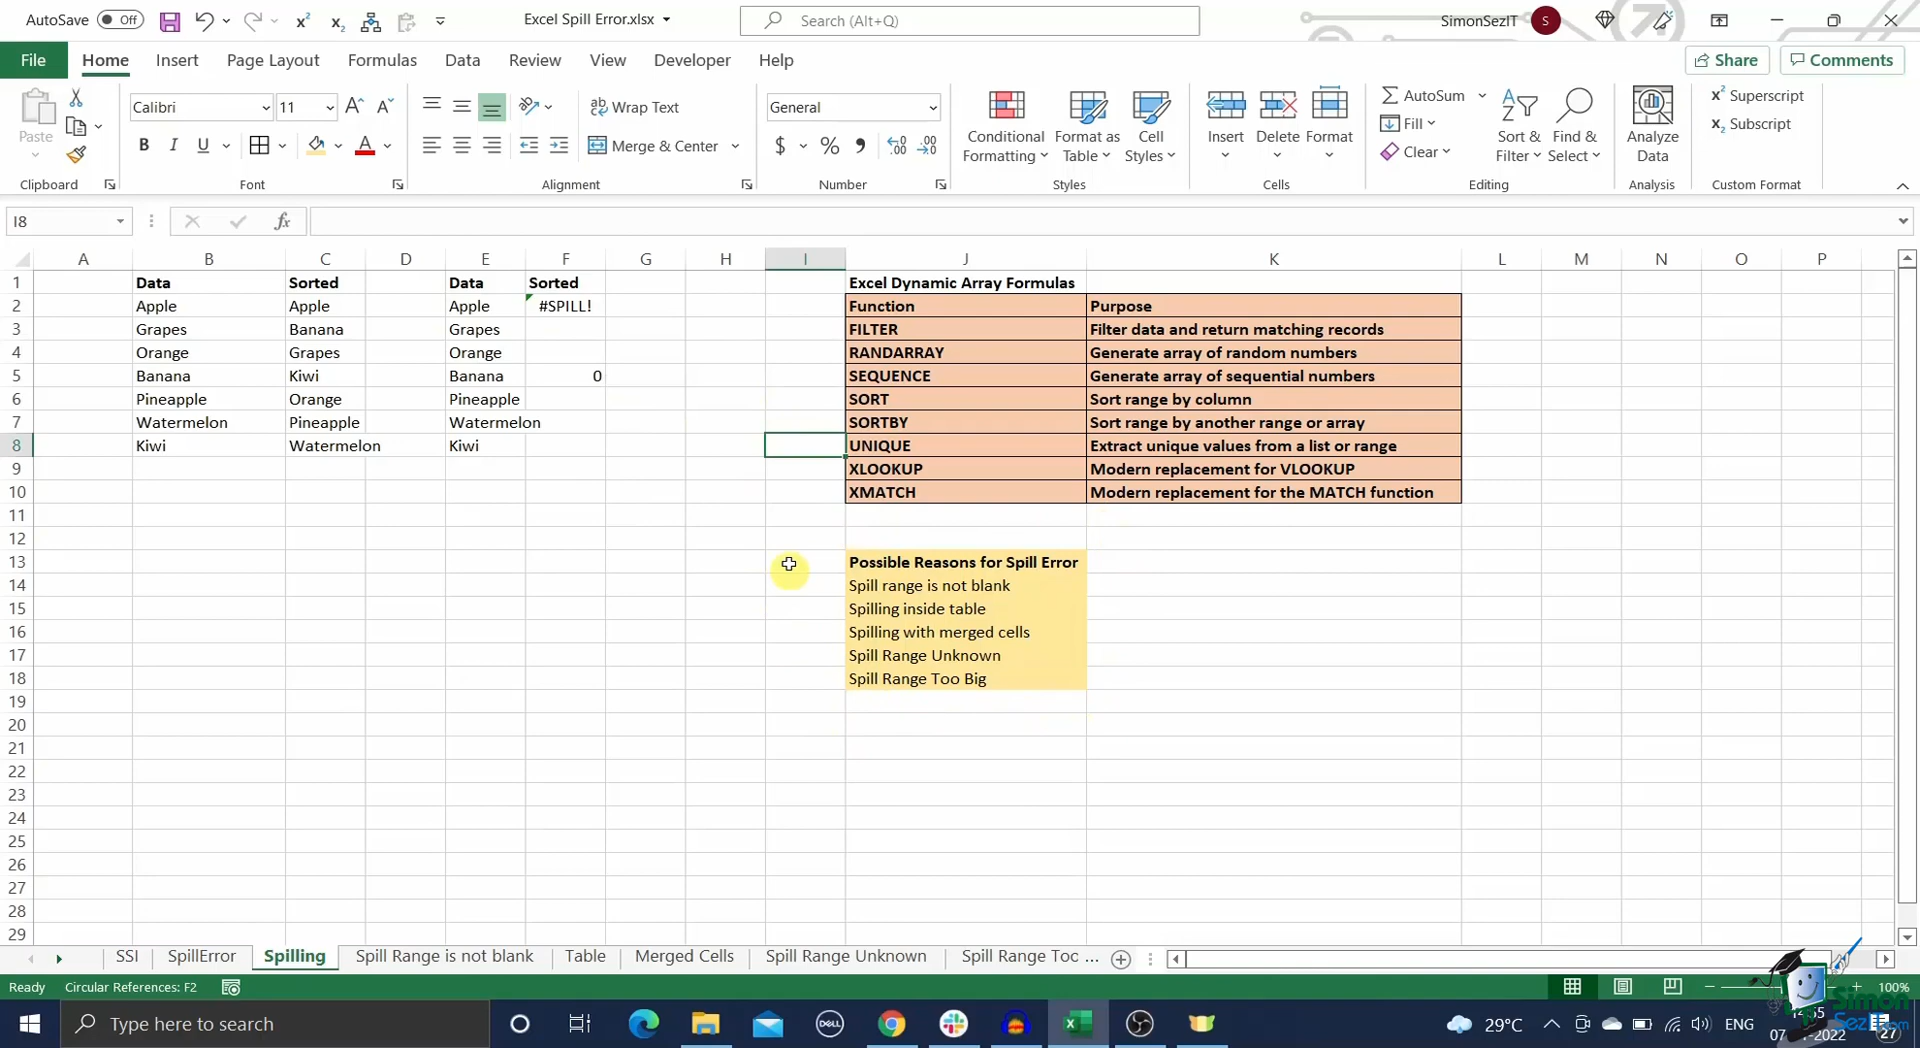 AutoSave Off Excel Spill Error.xlsx Search (Alt+Q) SimonSezIT S
File Home Insert Page Layout Formulas Data Review View Developer Help Share Comments
Paste Calibri 11 Wrap Text General Conditional Formatting Format as Table Cell Styles Insert Delete Format AutoSum Sort & Filter Find & Select Analyze Data x² Superscript
B I U Merge & Center $ % Fill Clear x₂ Subscript
Clipboard Font Alignment Number Styles Cells Editing Analysis Custom Format
I8 fx
A B C D E F G H I J K L M N O P
1 Data Sorted Data Sorted Excel Dynamic Array Formulas
2 Apple Apple Apple #SPILL! Function Purpose
3 Grapes Banana Grapes FILTER Filter data and return matching records
4 Orange Grapes Orange RANDARRAY Generate array of random numbers
5 Banana Kiwi Banana 0 SEQUENCE Generate array of sequential numbers
6 Pineapple Orange Pineapple SORT Sort range by column
7 Watermelon Pineapple Watermelon SORTBY Sort range by another range or array
8 Kiwi Watermelon Kiwi UNIQUE Extract unique values from a list or range
9 XLOOKUP Modern replacement for VLOOKUP
10 XMATCH Modern replacement for the MATCH function
11
12
13 Possible Reasons for Spill Error
14 Spill range is not blank
15 Spilling inside table
16 Spilling with merged cells
17 Spill Range Unknown
18 Spill Range Too Big
19
20
21
22
23
24
25
26
27
28
29
SSI SpillError Spilling Spill Range is not blank Table Merged Cells Spill Range Unknown Spill Range Too ...
Ready Circular References: F2 100%
Type here to search DELL 29°C ENG 27
Simon SezIT